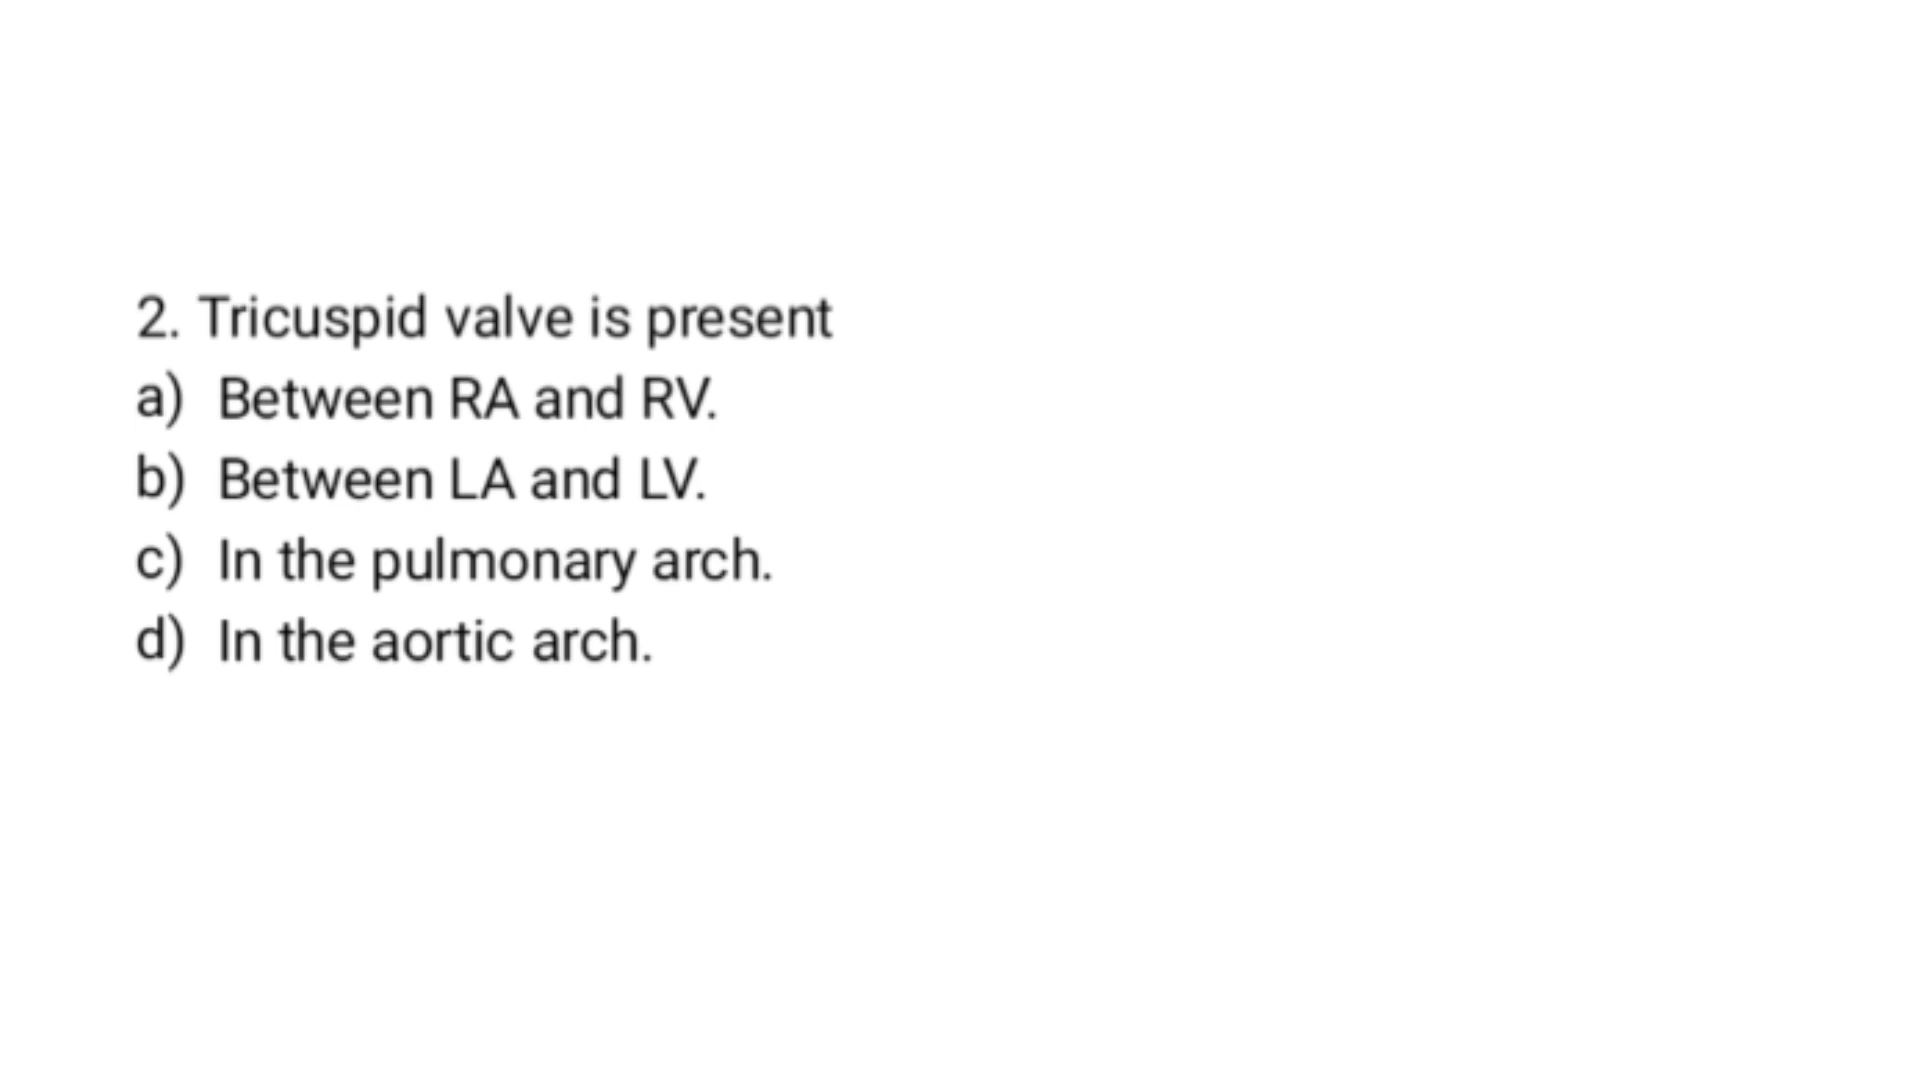 2. Tricuspid valve is present
a) Between RA and RV.
b) Between LA and LV.
c) In the pulmonary arch.
d) In the aortic arch.